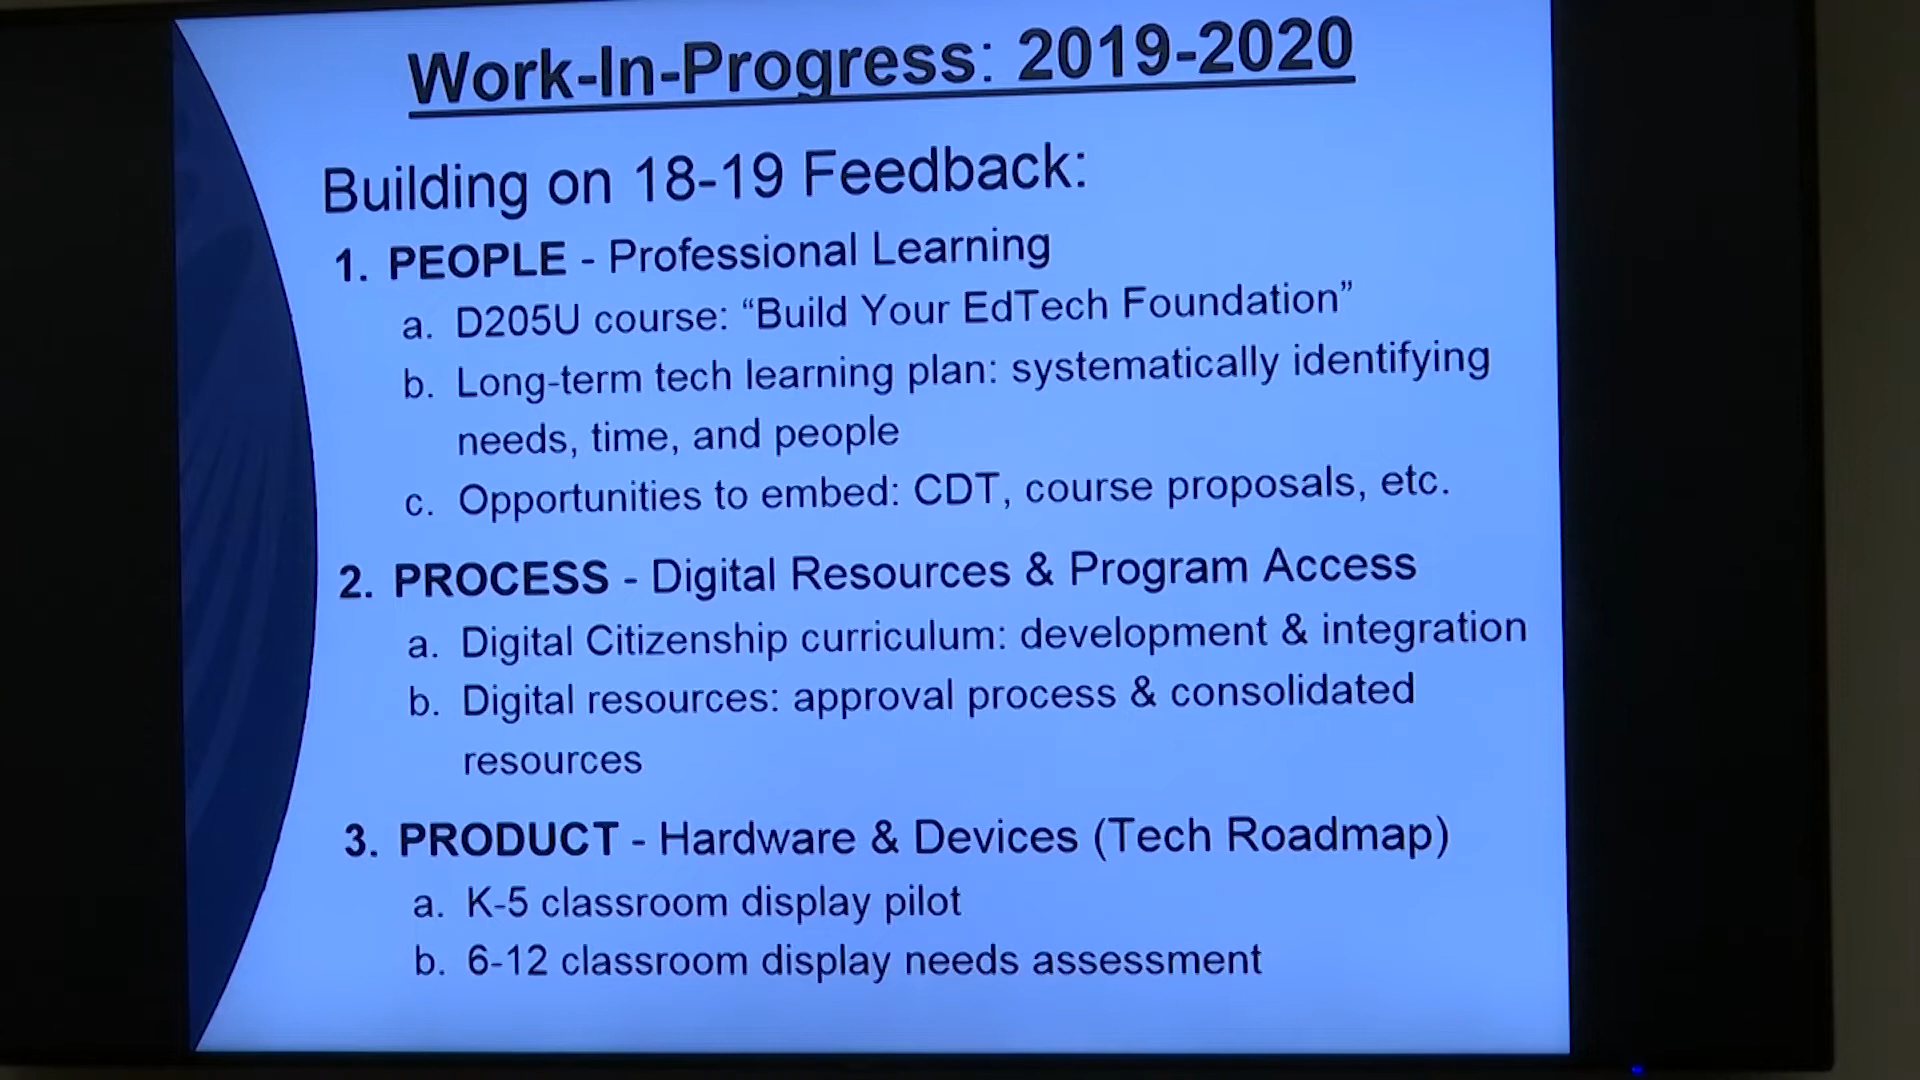 Work-In-Progress: 2019-2020
Building on 18-19 Feedback:
1. PEOPLE - Professional Learning
a. D205U course: “Build Your EdTech Foundation”
b. Long-term tech learning plan: systematically identifying
needs, time, and people
c. Opportunities to embed: CDT, course proposals, etc.
2. PROCESS - Digital Resources & Program Access
a. Digital Citizenship curriculum: development & integration
b. Digital resources: approval process & consolidated
resources
3. PRODUCT - Hardware & Devices (Tech Roadmap)
a. K-5 classroom display pilot
b. 6-12 classroom display needs assessment